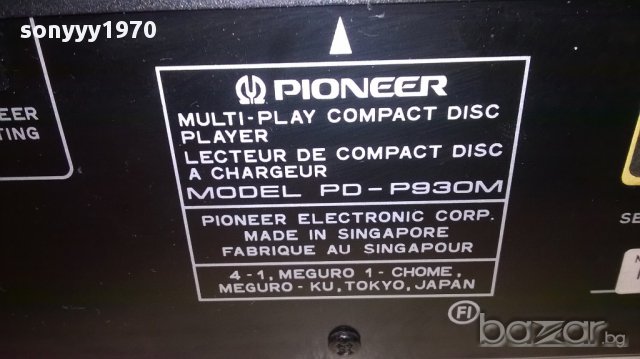 sonyyy1970
EER
TING
PIONEER
MULTI-PLAY COMPACT DISC
PLAYER
LECTEUR DE COMPACT DISC
A CHARGEUR
MODEL PD-P930M
PIONEER ELECTRONIC CORP.
MADE IN SINGAPORE
FABRIQUE AU SINGAPOUR
4-1, MEGURO 1-CHOME,
MEGURO-KU, TOKYO, JAPAN
SE
FI
bazar.bg